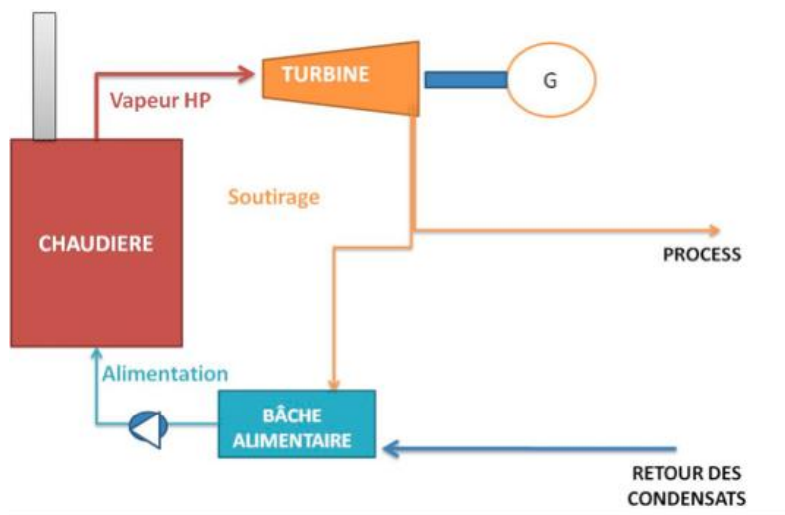 TURBINE
G
Vapeur HP
Soutirage
CHAUDIERE
PROCESS
Alimentation
BÂCHE
ALIMENTAIRE
RETOUR DES
CONDENSATS